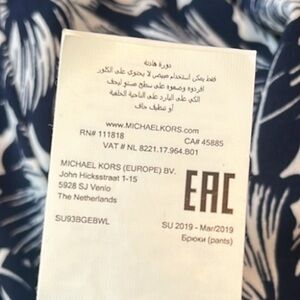 دورة هادئة
فقط يمكن استخدام مبيض لا يحتوي على الكلور
افردوه وضعوه على سطح مستو ليجف
الكي على البارد على الناحية الخلفية
أو تنظيف جاف
www.MICHAELKORS.com
RN# 111818 CA# 45885
VAT # NL 8221.17.964.B01
MICHAEL KORS (EUROPE) BV.
John Hicksstraat 1-15
5928 SJ Venlo
The Netherlands
EAC
SU93BGEBWL
SU 2019 - Mar/2019
Брюки (pants)